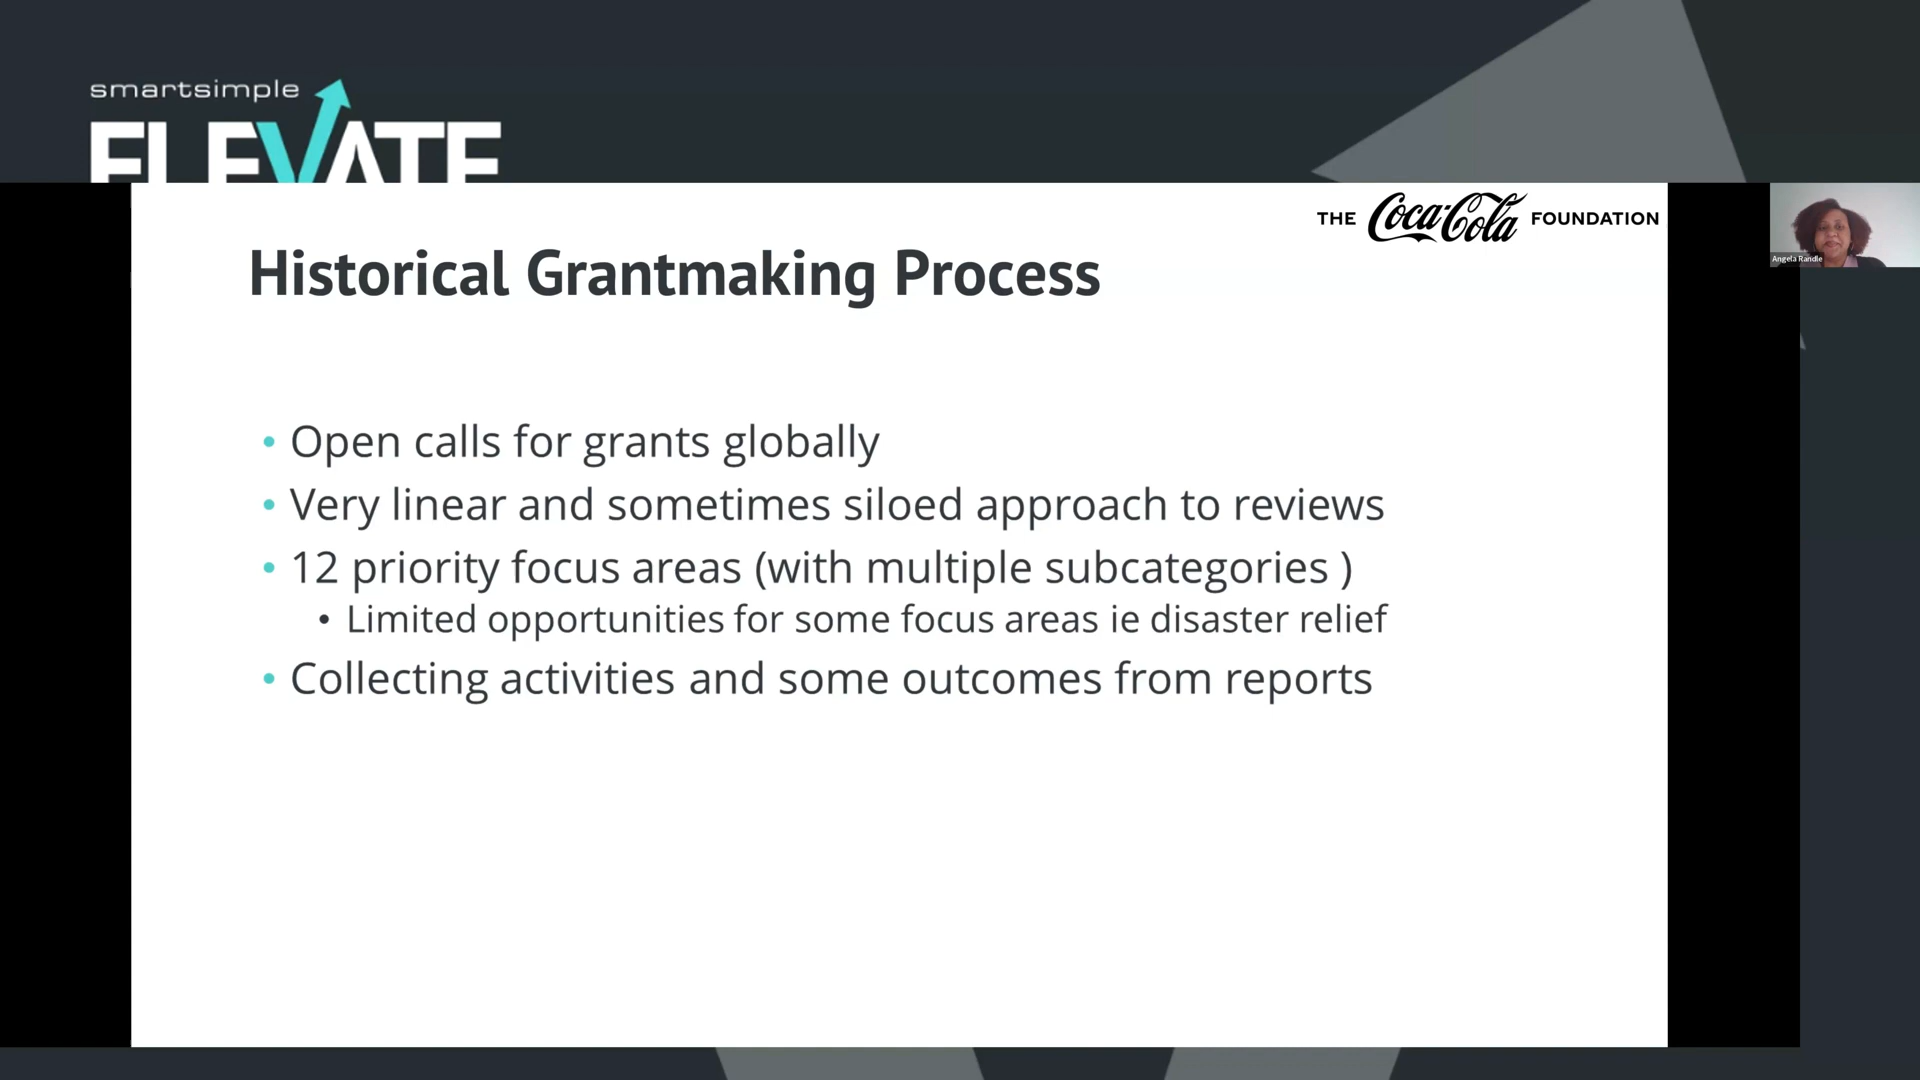 smartsimple
ELEVATE
THE Coca-Cola FOUNDATION
Angela Randle
Historical Grantmaking Process
• Open calls for grants globally
• Very linear and sometimes siloed approach to reviews
• 12 priority focus areas (with multiple subcategories )
• Limited opportunities for some focus areas ie disaster relief
• Collecting activities and some outcomes from reports